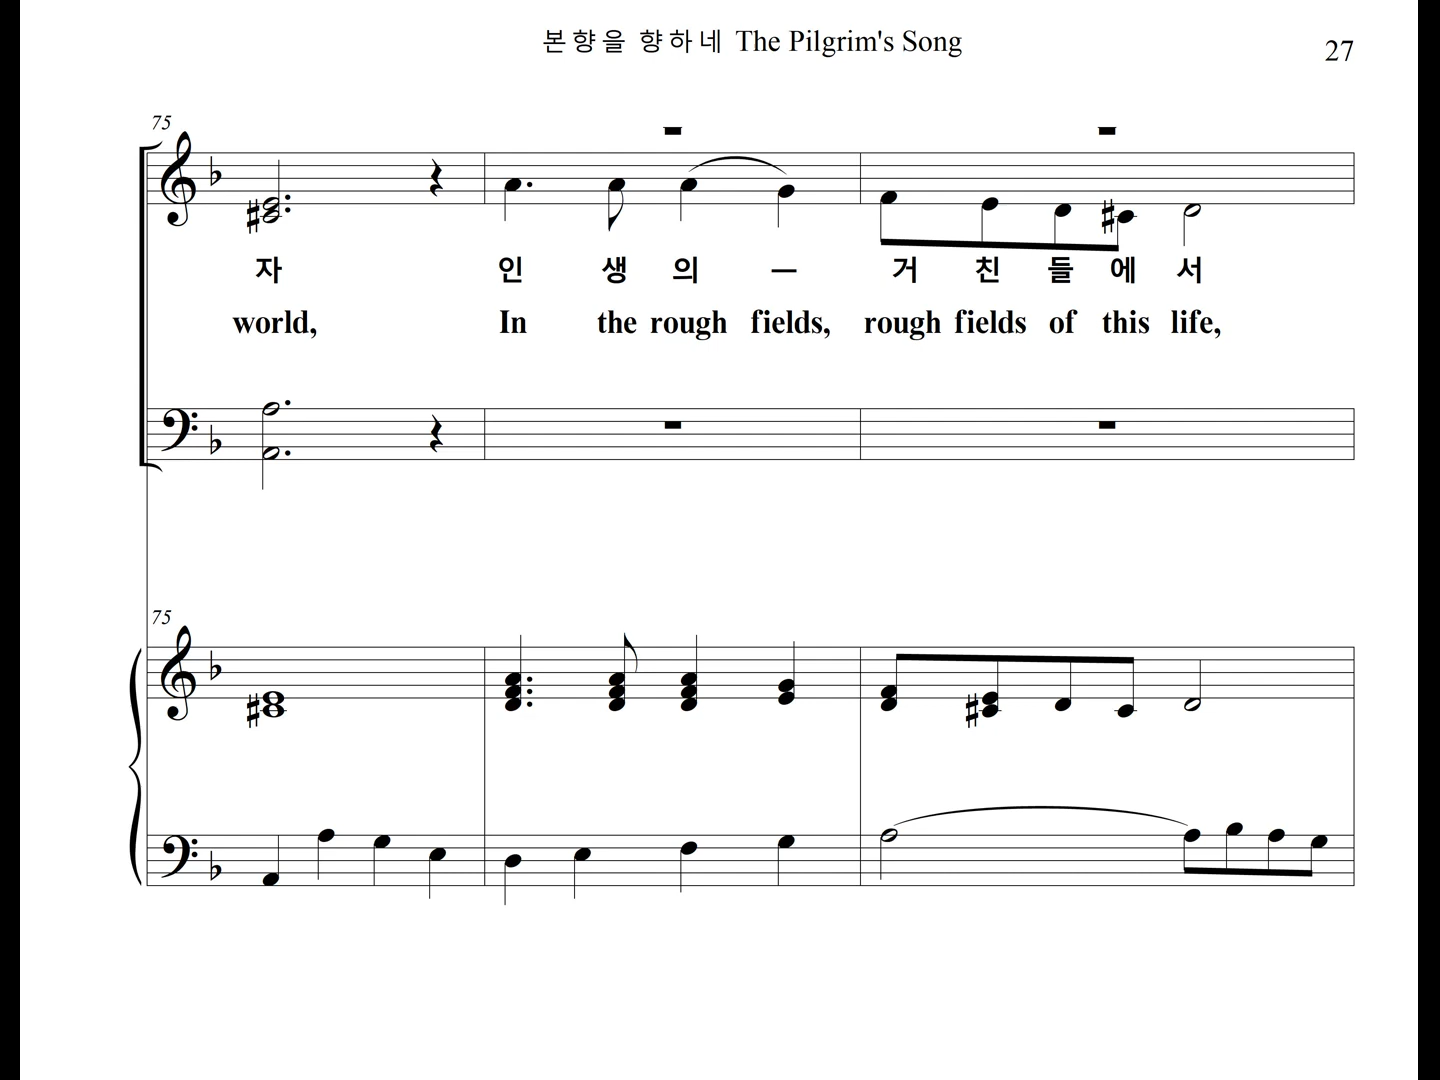 본향을 향하네 The Pilgrim's Song
27
75
자 인 생 의 — 거 친 들 에 서
world, In the rough fields, rough fields of this life,
75